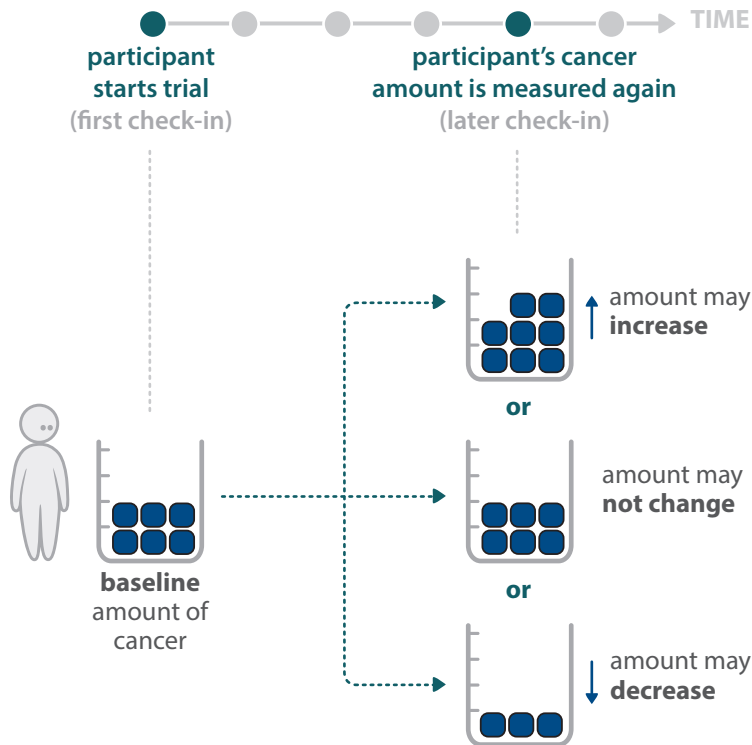 TIME
participant
starts trial
(first check-in)
participant’s cancer
amount is measured again
(later check-in)
amount may
increase
or
baseline
amount of
cancer
amount may
not change
or
amount may
decrease